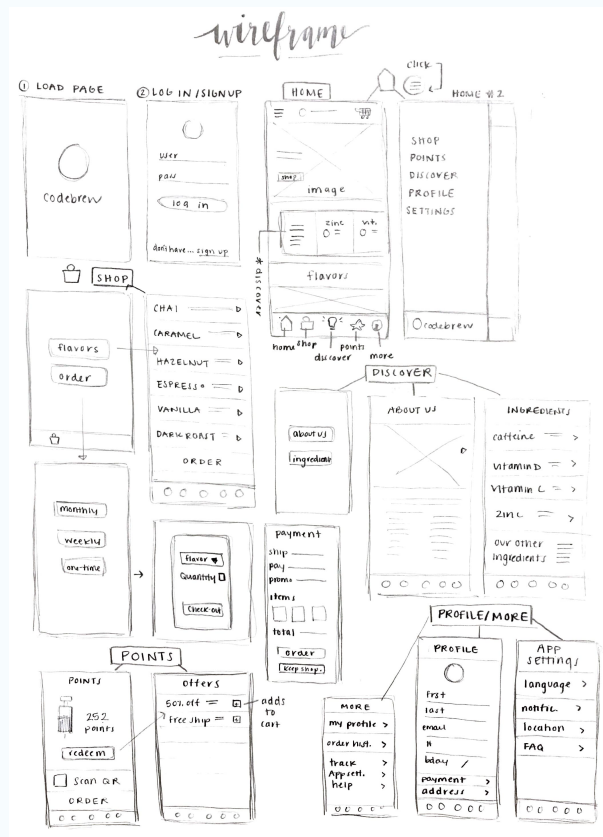 wireframe
① LOAD PAGE
codebrew
② LOG IN/SIGNUP
user
pass
log in
don't have... sign up
HOME
click
shop
image
zinc
vit.
* discover
flavors
home shop discover points more
HOME #2
SHOP
POINTS
DISCOVER
PROFILE
SETTINGS
codebrew
SHOP
flavors
order
CHAI
CARAMEL
HAZELNUT
ESPRESSO
VANILLA
DARK ROAST
ORDER
monthly
weekly
one-time
flavor
Quantity
Check out
payment
ship
pay
promo
items
total
order
keep shop.
DISCOVER
about us
ingredients
ABOUT US
INGREDIENTS
caffeine
vitamin D
vitamin C
zinc
our other
ingredients
POINTS
POINTS
252
points
redeem
Scan QR
ORDER
offers
50% off
free ship
adds
to
cart
PROFILE/MORE
MORE
my profile >
order hist. >
track >
App sett. >
help >
PROFILE
first
last
email
#
bday
payment >
address >
APP
settings
language >
notific. >
location >
FAQ >